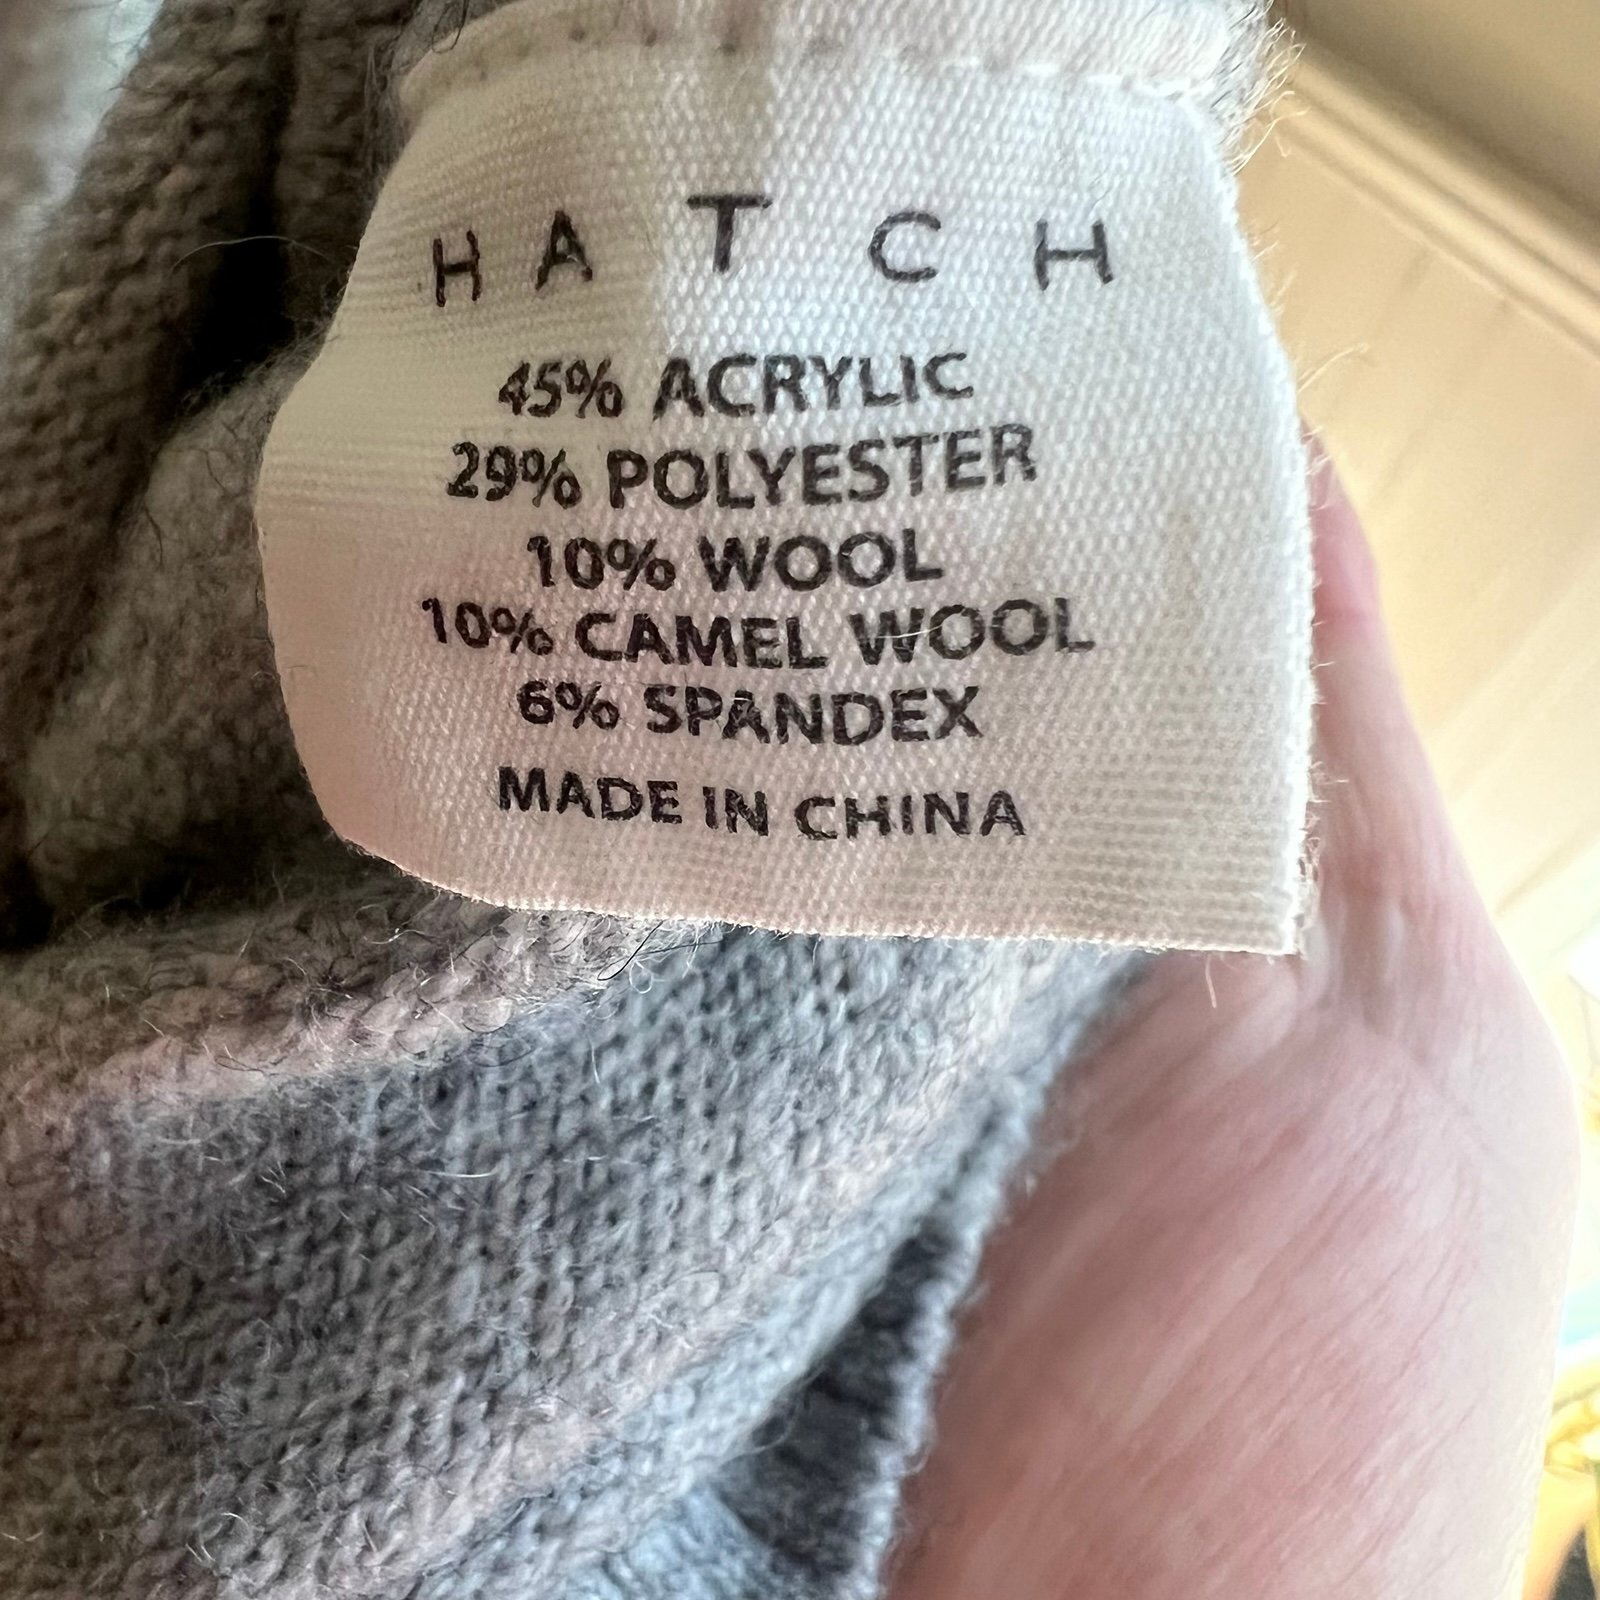 HATCH
45% ACRYLIC
29% POLYESTER
10% WOOL
10% CAMEL WOOL
6% SPANDEX
MADE IN CHINA